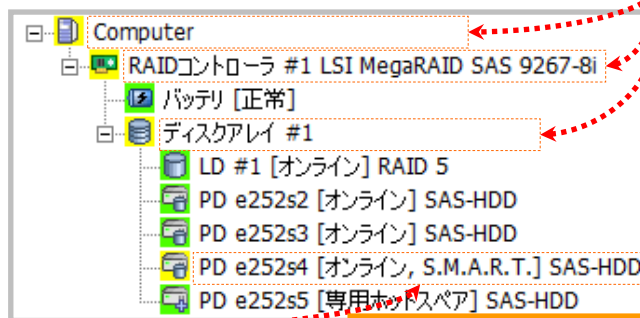 Computer
RAIDコントローラ #1 LSI MegaRAID SAS 9267-8i
バッテリ [正常]
ディスクアレイ #1
LD #1 [オンライン] RAID 5
PD e252s2 [オンライン] SAS-HDD
PD e252s3 [オンライン] SAS-HDD
PD e252s4 [オンライン, S.M.A.R.T.] SAS-HDD
PD e252s5 [専用ホットスペア] SAS-HDD